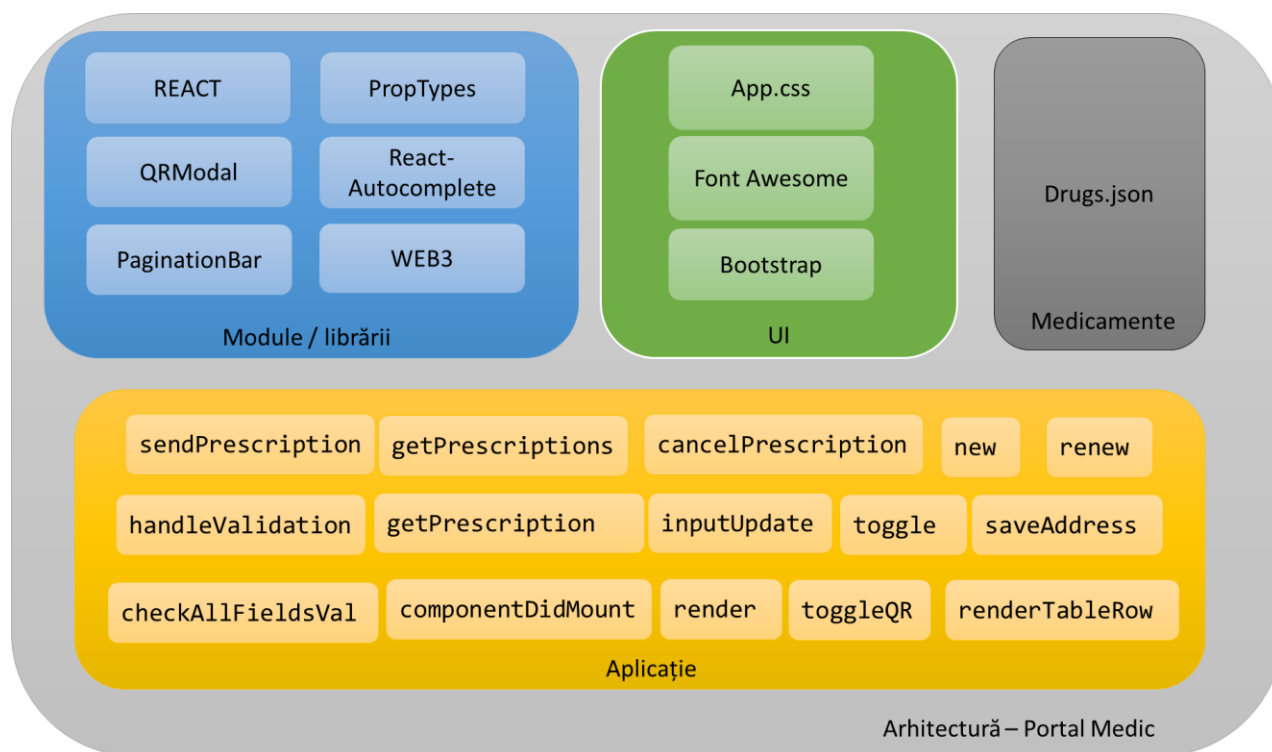 REACT
PropTypes
QRModal
React-
Autocomplete
PaginationBar
WEB3
Module / librării
App.css
Font Awesome
Bootstrap
UI
Drugs.json
Medicamente
sendPrescription
getPrescriptions
cancelPrescription
new
renew
handleValidation
getPrescription
inputUpdate
toggle
saveAddress
checkAllFieldsVal
componentDidMount
render
toggleQR
renderTableRow
Aplicație
Arhitectură – Portal Medic